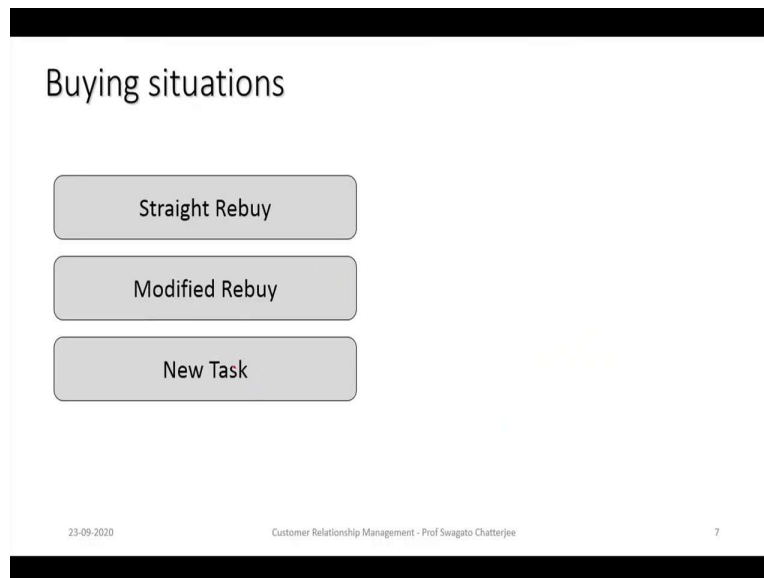 Buying situations
Straight Rebuy
Modified Rebuy
New Task
23-09-2020 Customer Relationship Management - Prof Swagato Chatterjee 7